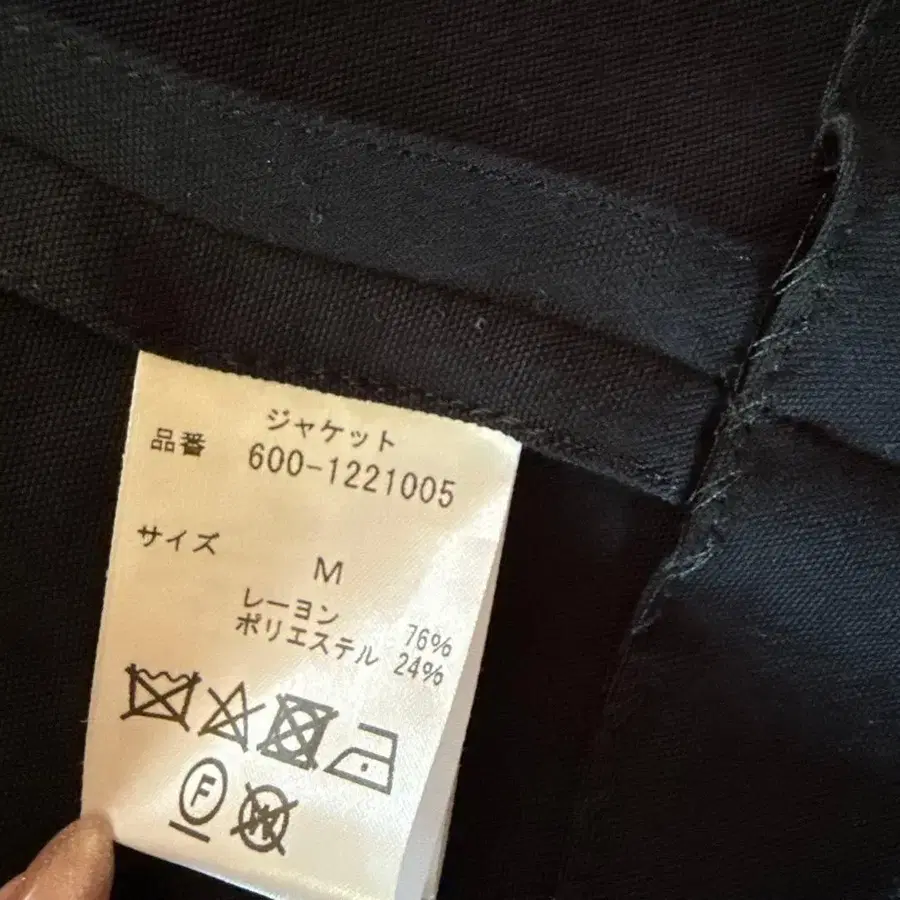 ジャケット
品番 600-1221005
サイズ
M
レーヨン 76%
ポリエステル 24%
F
W